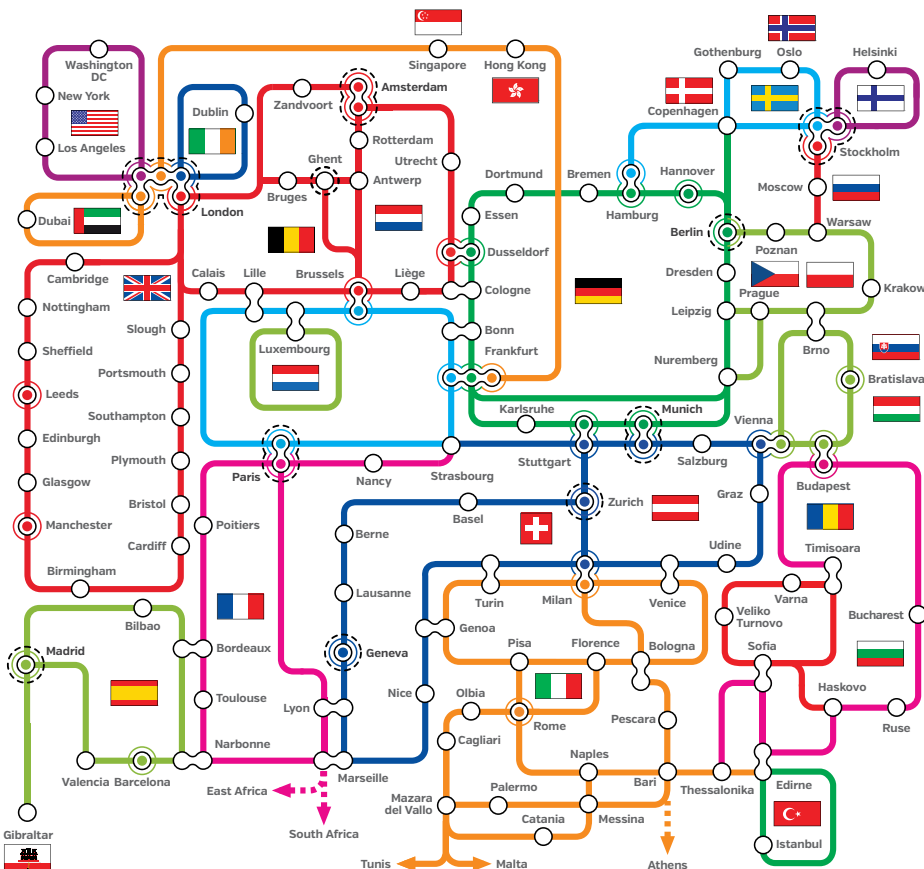 Washington
DC
New York
Los Angeles
Dublin
Dubai
London
Singapore
Hong Kong
Zandvoort
Amsterdam
Rotterdam
Ghent
Utrecht
Antwerp
Bruges
Gothenburg
Oslo
Helsinki
Copenhagen
Stockholm
Dortmund
Bremen
Hannover
Moscow
Essen
Hamburg
Berlin
Poznan
Warsaw
Cambridge
Calais
Lille
Brussels
Liège
Dusseldorf
Cologne
Dresden
Prague
Krakow
Nottingham
Slough
Luxembourg
Bonn
Leipzig
Brno
Sheffield
Frankfurt
Nuremberg
Portsmouth
Bratislava
Leeds
Southampton
Karlsruhe
Munich
Vienna
Edinburgh
Plymouth
Paris
Nancy
Strasbourg
Stuttgart
Salzburg
Budapest
Glasgow
Bristol
Basel
Zurich
Graz
Manchester
Poitiers
Berne
Cardiff
Udine
Timisoara
Birmingham
Lausanne
Turin
Milan
Venice
Varna
Bilbao
Veliko
Turnovo
Bucharest
Madrid
Bordeaux
Geneva
Genoa
Pisa
Florence
Bologna
Sofia
Toulouse
Lyon
Nice
Olbia
Rome
Pescara
Haskovo
Ruse
Narbonne
Cagliari
Valencia
Barcelona
Marseille
Naples
Bari
Thessalonika
Edirne
East Africa
Mazara
del Vallo
Palermo
Messina
Gibraltar
South Africa
Catania
Istanbul
Tunis
Malta
Athens